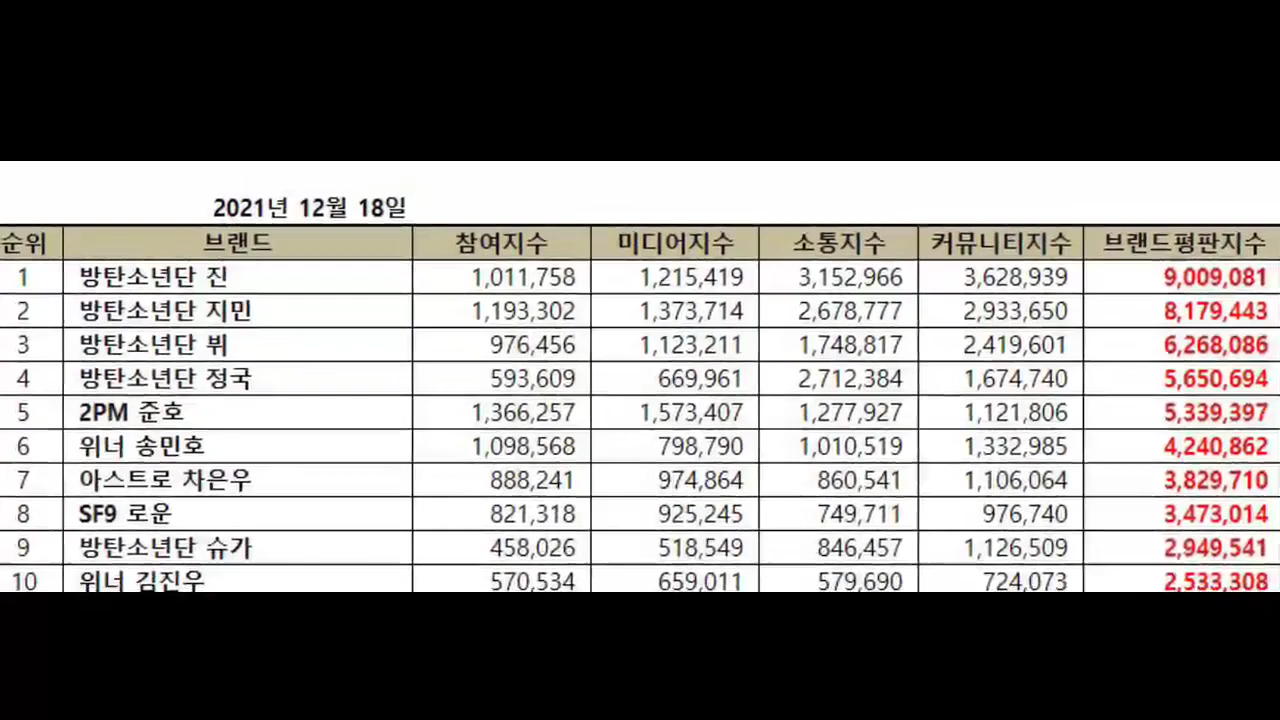 2021년 12월 18일
순위 브랜드 참여지수 미디어지수 소통지수 커뮤니티지수 브랜드평판지수
1 방탄소년단 진 1,011,758 1,215,419 3,152,966 3,628,939 9,009,081
2 방탄소년단 지민 1,193,302 1,373,714 2,678,777 2,933,650 8,179,443
3 방탄소년단 뷔 976,456 1,123,211 1,748,817 2,419,601 6,268,086
4 방탄소년단 정국 593,609 669,961 2,712,384 1,674,740 5,650,694
5 2PM 준호 1,366,257 1,573,407 1,277,927 1,121,806 5,339,397
6 위너 송민호 1,098,568 798,790 1,010,519 1,332,985 4,240,862
7 아스트로 차은우 888,241 974,864 860,541 1,106,064 3,829,710
8 SF9 로운 821,318 925,245 749,711 976,740 3,473,014
9 방탄소년단 슈가 458,026 518,549 846,457 1,126,509 2,949,541
10 위너 김진우 570,534 659,011 579,690 724,073 2,533,308